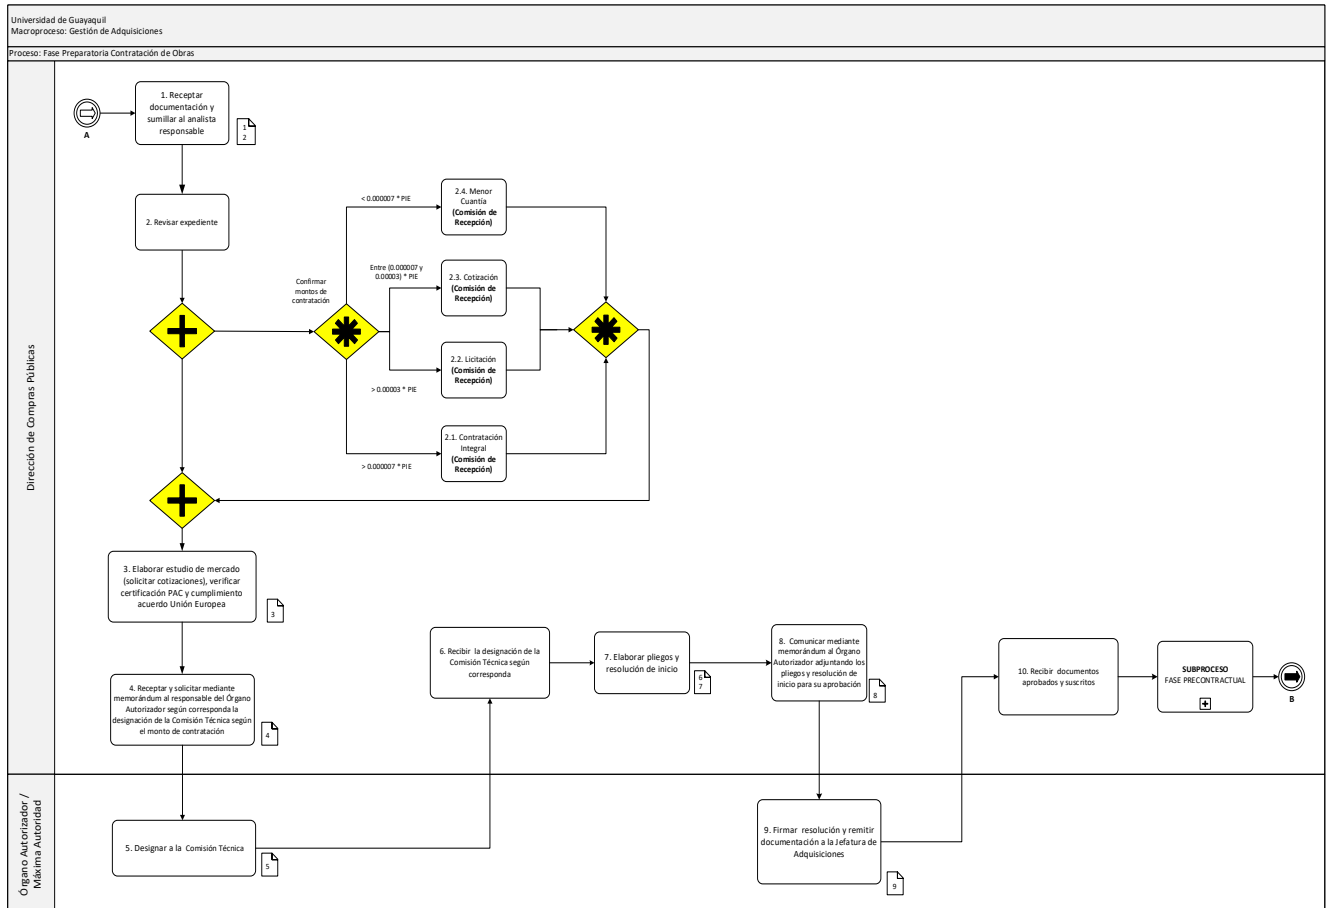 Universidad de Guayaquil
Macroproceso: Gestión de Adquisiciones
Proceso: Fase Preparatoria Contratación de Obras
Dirección de Compras Públicas
A
1. Receptar
documentación y
sumillar al analista
responsable
1
2
2. Revisar expediente
Confirmar
montos de
contratación
< 0.000007 * PIE
2.4. Menor
Cuantía
(Comisión de
Recepción)
Entre (0.000007 y
0.00003) * PIE
2.3. Cotización
(Comisión de
Recepción)
2.2. Licitación
(Comisión de
Recepción)
> 0.00003 * PIE
2.1. Contratación
Integral
(Comisión de
Recepción)
> 0.000007 * PIE
3. Elaborar estudio de mercado
(solicitar cotizaciones), verificar
certificación PAC y cumplimiento
acuerdo Unión Europea
3
4. Receptar y solicitar mediante
memorándum al responsable del Órgano
Autorizador según corresponda la
designación de la Comisión Técnica según
el monto de contratación
4
6. Recibir la designación de la
Comisión Técnica según
corresponda
7. Elaborar pliegos y
resolución de inicio
6
7
8. Comunicar mediante
memorándum al Órgano
Autorizador adjuntando los
pliegos y resolución de
inicio para su aprobación
8
10. Recibir documentos
aprobados y suscritos
SUBPROCESO
FASE PRECONTRACTUAL
B
Órgano Autorizador /
Máxima Autoridad
5. Designar a la Comisión Técnica
5
9. Firmar resolución y remitir
documentación a la Jefatura de
Adquisiciones
9